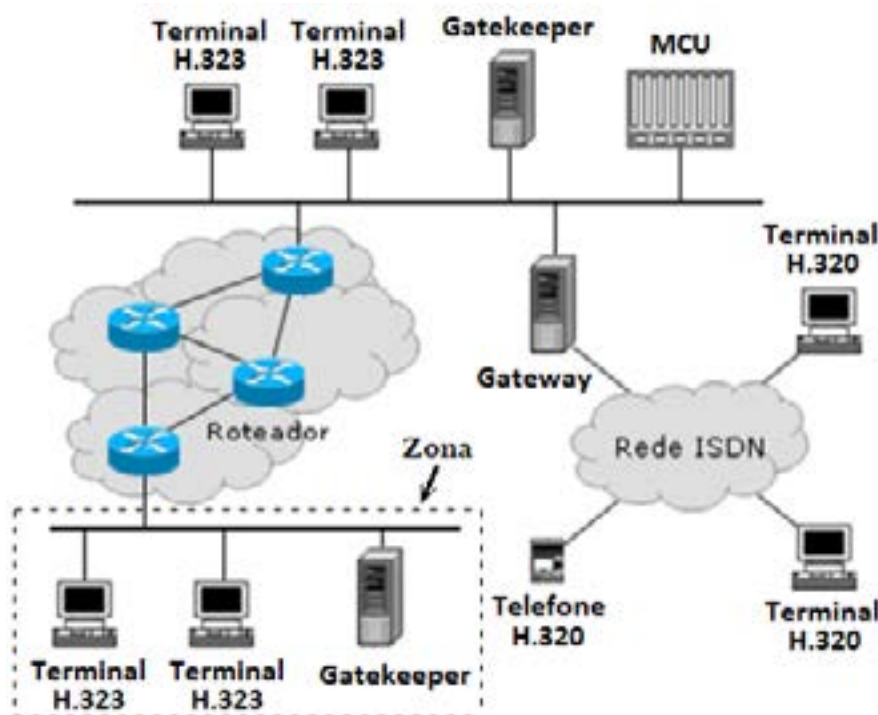 Terminal
H.323
Terminal
H.323
Gatekeeper
MCU
Terminal
H.320
Gateway
Roteador
Rede ISDN
Zona
Terminal
H.323
Terminal
H.323
Gatekeeper
Telefone
H.320
Terminal
H.320